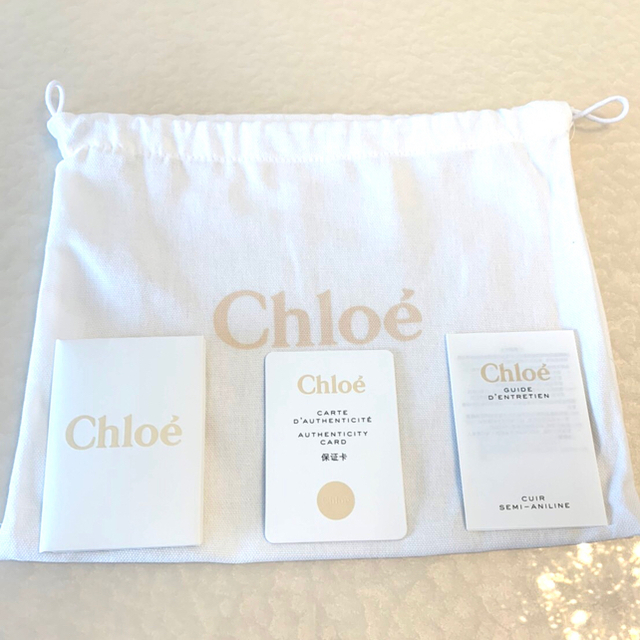 Chloé
Chloé
Chloé
CARTE
D'AUTHENTICITÉ
AUTHENTICITY
CARD
保证卡
Chloé
GUIDE
D'ENTRETIEN
CUIR
SEMI-ANILINE